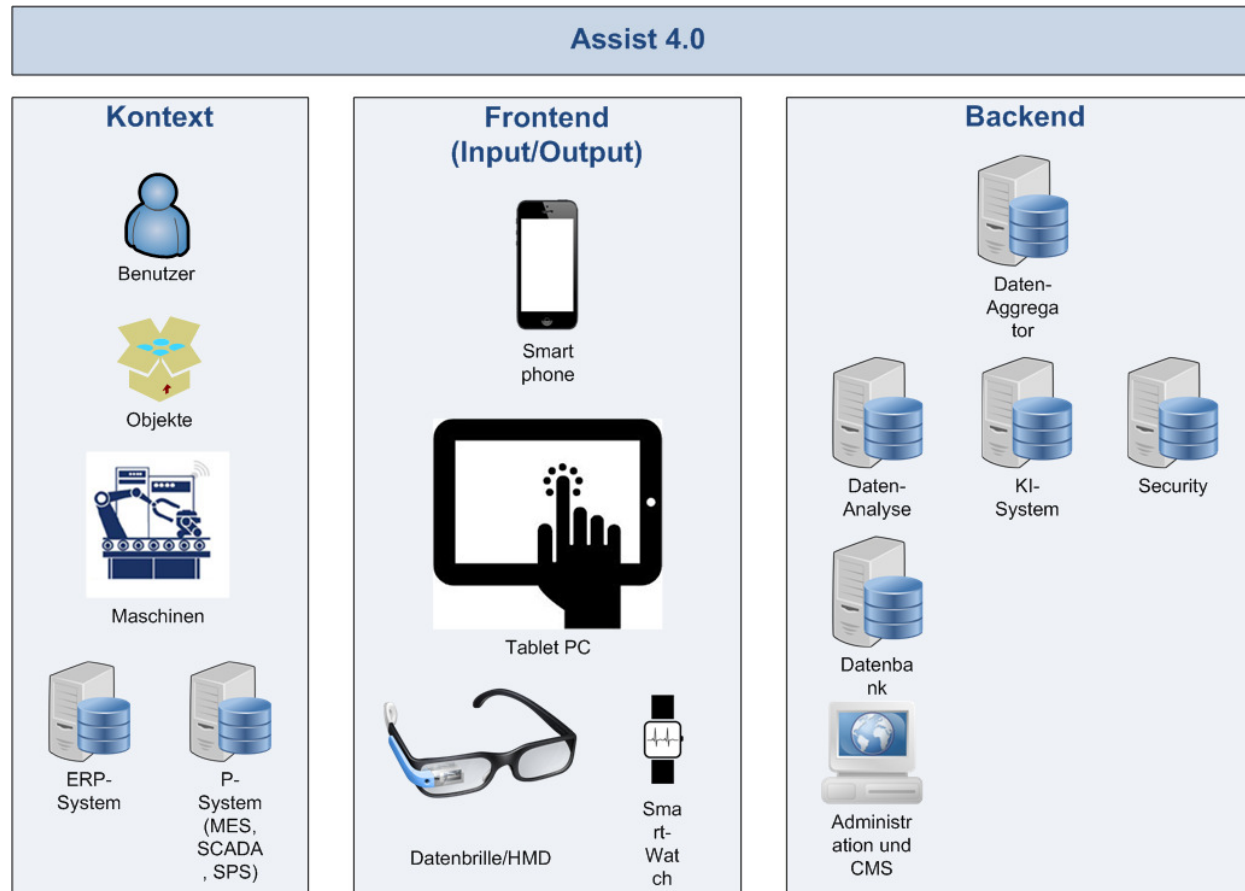 Assist 4.0
Kontext
Benutzer
Objekte
Maschinen
ERP-
System
P-
System
(MES,
SCADA
, SPS)
Frontend
(Input/Output)
Smart
phone
Tablet PC
Datenbrille/HMD
Sma
rt-
Wat
ch
Backend
Daten-
Aggrega
tor
Daten-
Analyse
KI-
System
Security
Datenba
nk
Administr
ation und
CMS